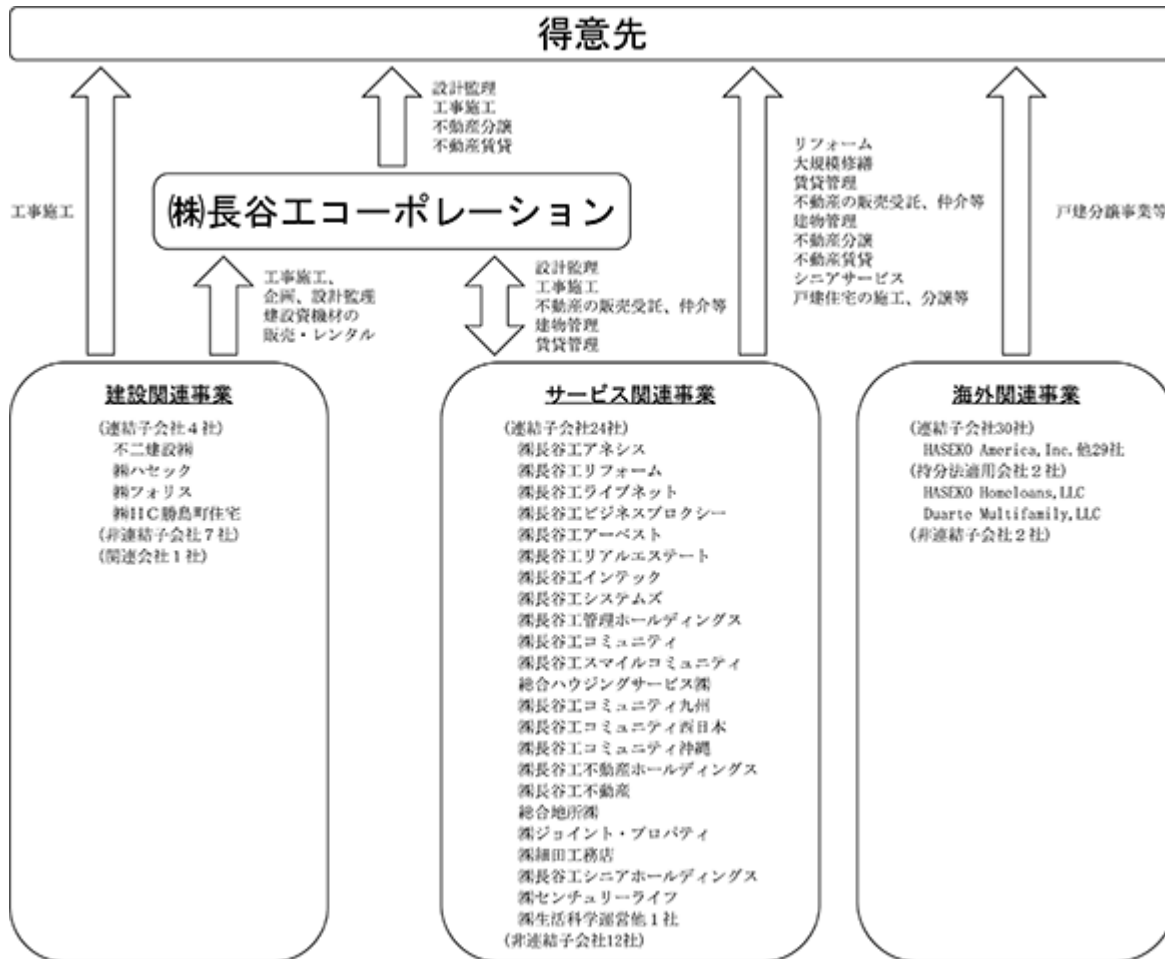 得意先
設計監理
工事施工
不動産分譲
不動産賃貸
リフォーム
大規模修繕
賃貸管理
不動産の販売受託、仲介等
建物管理
不動産分譲
不動産賃貸
シニアサービス
戸建住宅の施工、分譲等
工事施工
㈱長谷工コーポレーション
戸建分譲事業等
工事施工、
企画、設計監理
建設資機材の
販売・レンタル
設計監理
工事施工
不動産の販売受託、仲介等
建物管理
賃貸管理
建設関連事業
(連結子会社４社)
不二建設㈱
㈱ハセック
㈱フォリス
㈱HC勝島町住宅
(非連結子会社７社)
(関連会社１社)
サービス関連事業
(連結子会社24社)
㈱長谷工アネシス
㈱長谷工リフォーム
㈱長谷工ライブネット
㈱長谷工ビジネスプロクシー
㈱長谷工アーベスト
㈱長谷工リアルエステート
㈱長谷工インテック
㈱長谷工システムズ
㈱長谷工管理ホールディングス
㈱長谷工コミュニティ
㈱長谷工スマイルコミュニティ
総合ハウジングサービス㈱
㈱長谷工コミュニティ九州
㈱長谷工コミュニティ西日本
㈱長谷工コミュニティ沖縄
㈱長谷工不動産ホールディングス
㈱長谷工不動産
総合地所㈱
㈱ジョイント・プロパティ
㈱細田工務店
㈱長谷工シニアホールディングス
㈱センチュリーライフ
㈱生活科学運営他１社
(非連結子会社12社)
海外関連事業
(連結子会社30社)
HASEKO America,Inc.他29社
(持分法適用会社２社)
HASEKO Homeloans,LLC
Duarte Multifamily,LLC
(非連結子会社２社)